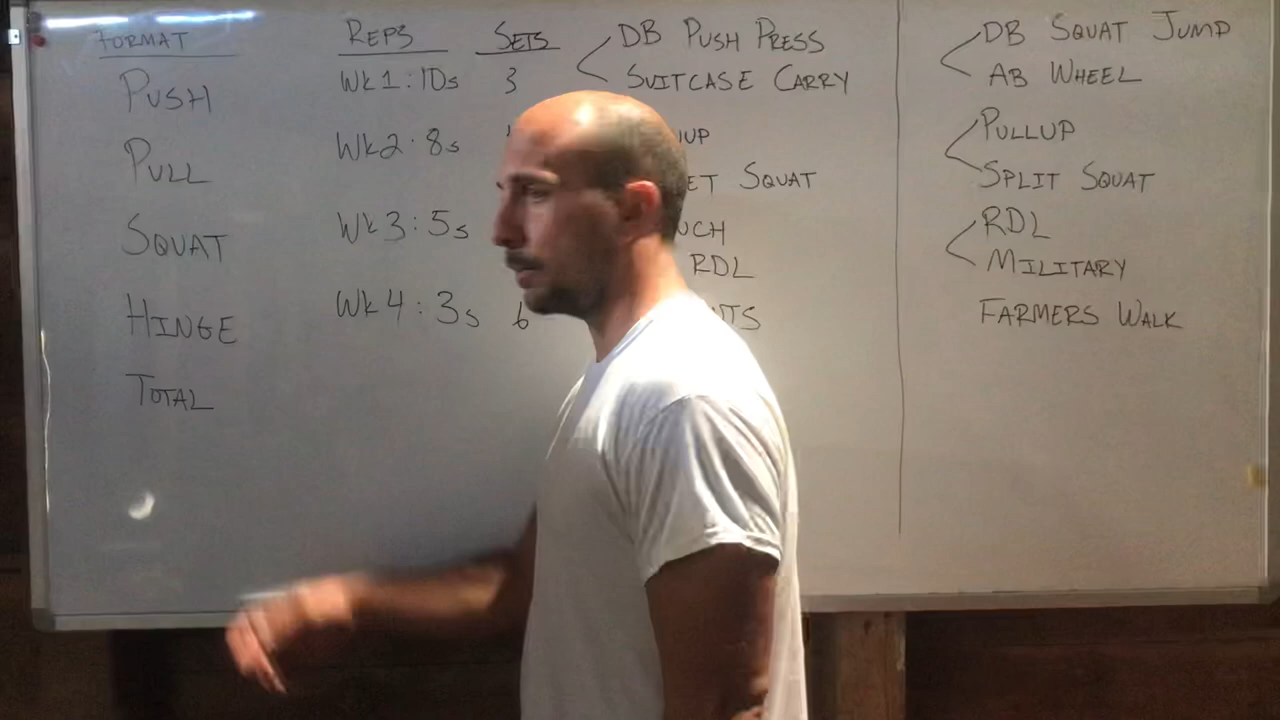 FORMAT
PUSH
PULL
SQUAT
HINGE
TOTAL
REPS SETS
Wk1:10s 3
Wk2:8s
Wk3:5s
Wk4:3s 6
DB PUSH PRESS
SUITCASE CARRY
SQUAT
RDL
DB SQUAT JUMP
AB WHEEL
PULLUP
SPLIT SQUAT
RDL
MILITARY
FARMERS WALK